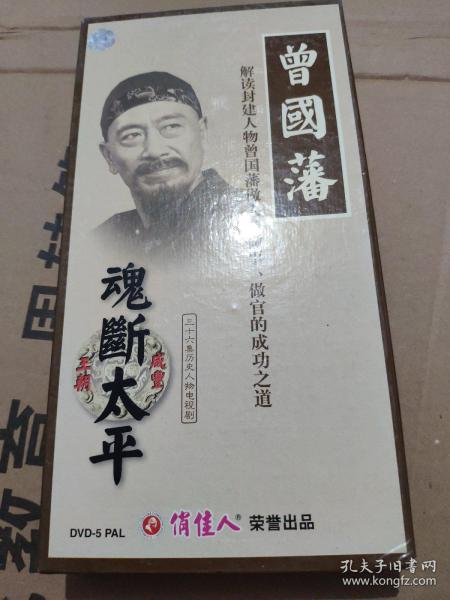 曾國藩
解读封建人物曾国藩做
、做官的成功之道
魂斷太平
咸豐
王朝
三十六集历史人物电视剧
DVD-5 PAL
俏佳人® 荣誉出品
孔夫子旧书网
www.kongfz.com